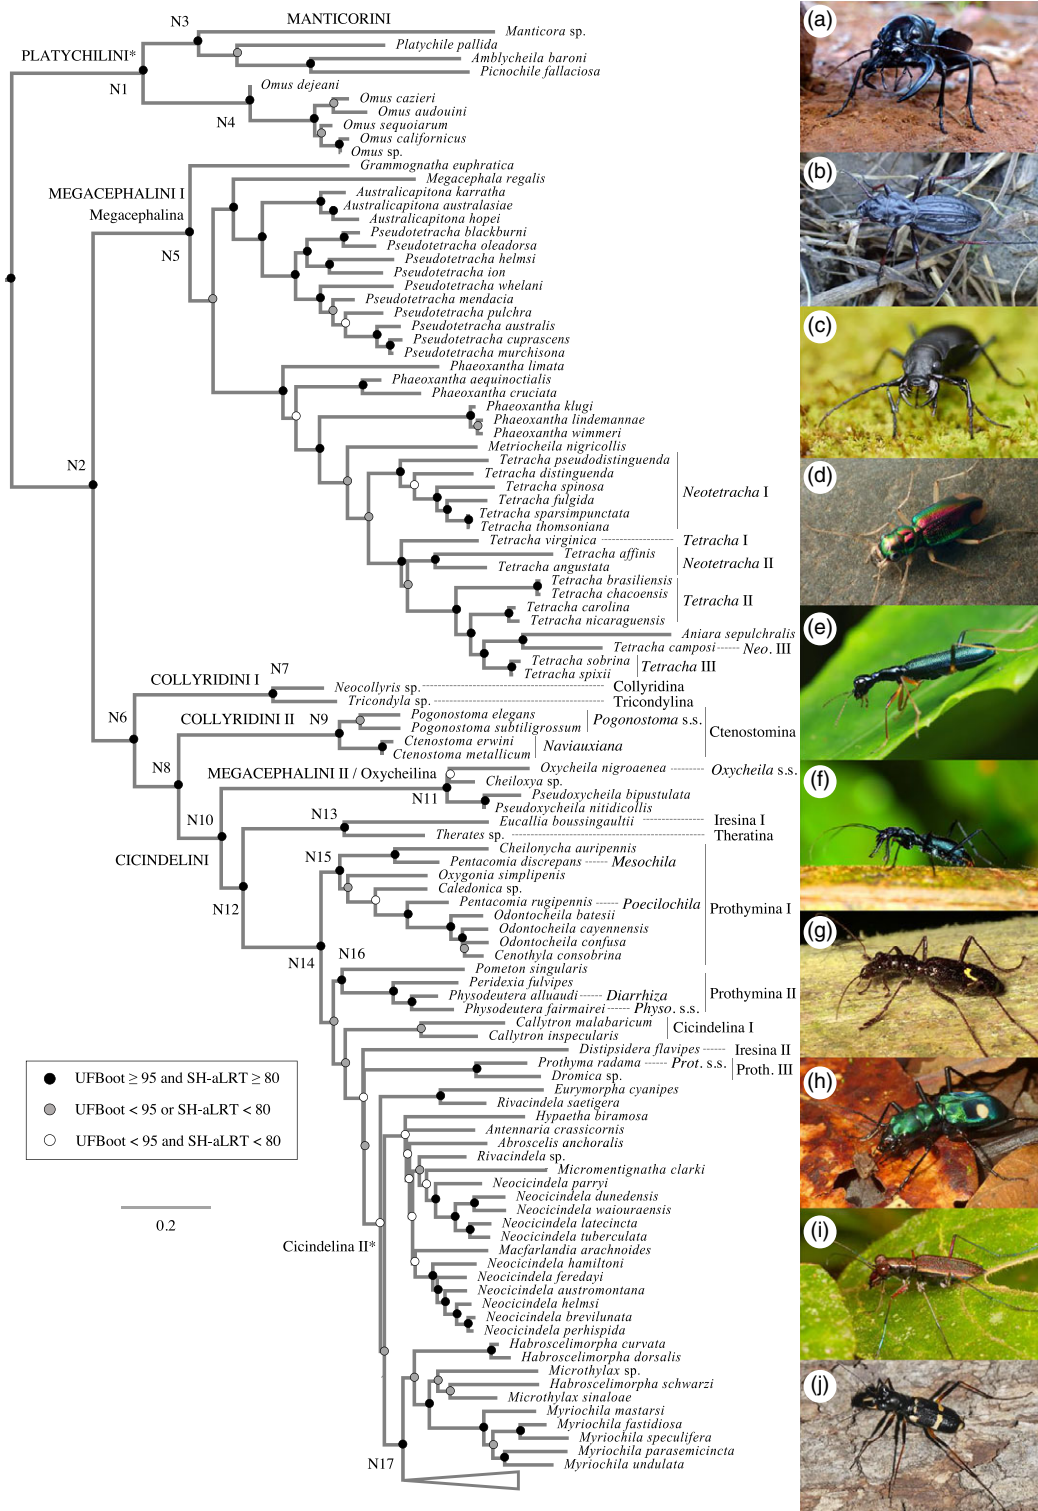 N3
MANTICORINI
Manticora sp.
PLATYCHILINI*
Platychile pallida
Amblycheila baroni
Picnochile fallaciosa
N1
Omus dejeani
Omus cazieri
Omus audouini
N4
Omus sequoiarum
Omus californicus
Omus sp.
Grammognatha euphratica
Megacephala regalis
MEGACEPHALINI I
Megacephalina
Australicapitona karratha
Australicapitona australasiae
Australicapitona hopei
Pseudotetracha blackburni
Pseudotetracha oleadorsa
N5
Pseudotetracha helmsi
Pseudotetracha ion
Pseudotetracha whelani
Pseudotetracha mendacia
Pseudotetracha pulchra
Pseudotetracha australis
Pseudotetracha cuprascens
Pseudotetracha murchisona
Phaeoxantha limata
Phaeoxantha aequinoctialis
Phaeoxantha cruciata
Phaeoxantha klugi
Phaeoxantha lindemannae
Phaeoxantha wimmeri
Metriocheila nigricollis
N2
Tetracha pseudodistinguenda
Tetracha distinguenda
Tetracha spinosa
Neotetracha I
Tetracha fulgida
Tetracha sparsimpunctata
Tetracha thomsoniana
Tetracha virginica
Tetracha I
Tetracha affinis
Neotetracha II
Tetracha angustata
Tetracha brasiliensis
Tetracha chacoensis
Tetracha II
Tetracha carolina
Tetracha nicaraguensis
Aniara sepulchralis
Tetracha camposi
Neo. III
Tetracha sobrina
Tetracha III
Tetracha spixii
COLLYRIDINI I
N7
Neocollyris sp.
Collyridina
Tricondyla sp.
Tricondylina
N6
COLLYRIDINI II
N9
Pogonostoma elegans
Pogonostoma s.s.
Pogonostoma subtiligrossum
Ctenostomina
Ctenostoma erwini
Naviauxiana
Ctenostoma metallicum
N8
MEGACEPHALINI II / Oxycheilina
Oxycheila nigroaenea
Oxycheila s.s.
Cheiloxya sp.
N11
Pseudoxycheila bipustulata
Pseudoxycheila nitidicollis
N10
N13
Eucallia boussingaultii
Iresina I
Therates sp.
Theratina
CICINDELINI
N15
Cheilonycha auripennis
Pentacomia discrepans
Mesochila
Oxygonia simplipenis
Caledonica sp.
Pentacomia rugipennis
Poecilochila
Prothymina I
N12
Odontocheila batesii
Odontocheila cayennensis
Odontocheila confusa
Cenothyla consobrina
N14
N16
Pometon singularis
Peridexia fulvipes
Prothymina II
Physodeutera alluaudi
Diarrhiza
Physodeutera fairmairei
Physo. s.s.
Callytron malabaricum
Cicindelina I
Callytron inspecularis
Distipsidera flavipes
Iresina II
Prothyma radama
Prot. s.s.
Proth. III
Dromica sp.
Eurymorpha cyanipes
Rivacindela saetigera
Hypaetha biramosa
Antennaria crassicornis
Abroscelis anchoralis
Rivacindela sp.
Micromentignatha clarki
Neocicindela parryi
Neocicindela dunedensis
Neocicindela waiouraensis
Neocicindela latecincta
Neocicindela tuberculata
Cicindelina II*
Macfarlandia arachnoides
Neocicindela hamiltoni
Neocicindela feredayi
Neocicindela austromontana
Neocicindela helmsi
Neocicindela brevilunata
Neocicindela perhispida
Habroscelimorpha curvata
Habroscelimorpha dorsalis
Microthylax sp.
Habroscelimorpha schwarzi
Microthylax sinaloae
Myriochila mastarsi
Myriochila fastidiosa
Myriochila speculifera
Myriochila parasemicincta
Myriochila undulata
N17
UFBoot ≥ 95 and SH-aLRT ≥ 80
UFBoot < 95 or SH-aLRT < 80
UFBoot < 95 and SH-aLRT < 80
0.2
(a)
(b)
(c)
(d)
(e)
(f)
(g)
(h)
(i)
(j)